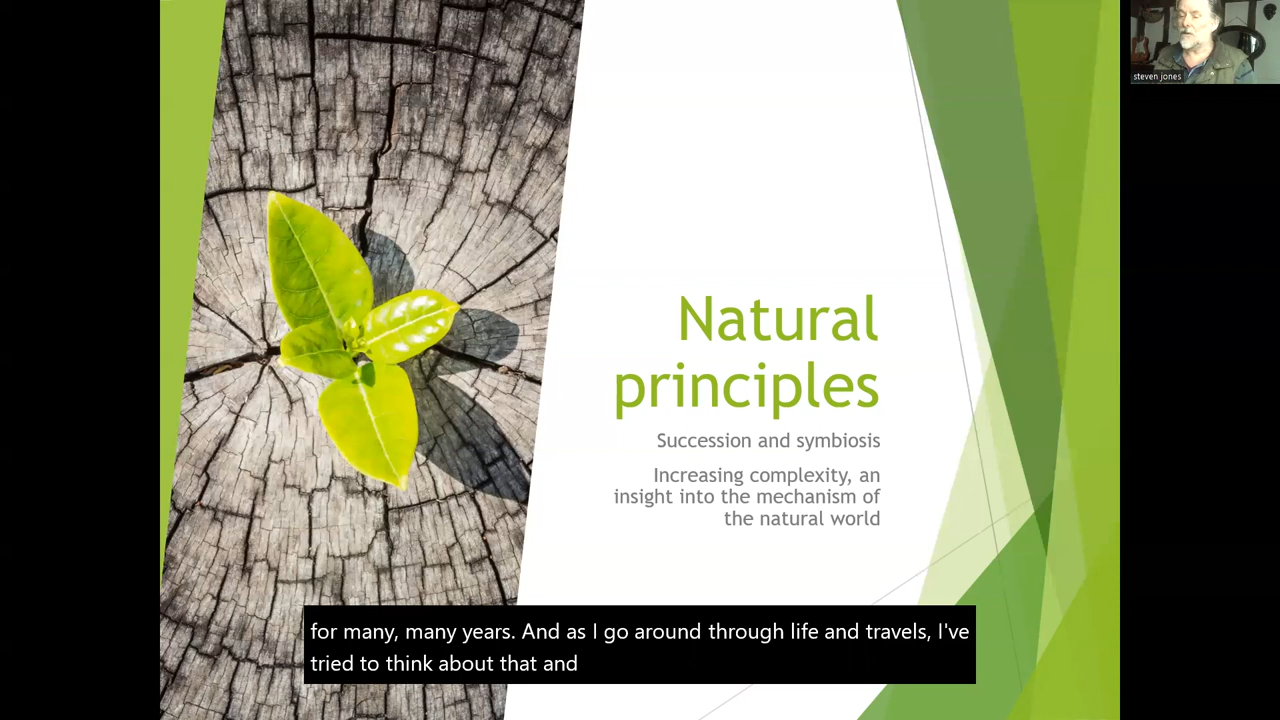 steven jones
Natural
principles
Succession and symbiosis
Increasing complexity, an
insight into the mechanism of
the natural world
for many, many years. And as I go around through life and travels, I've
tried to think about that and